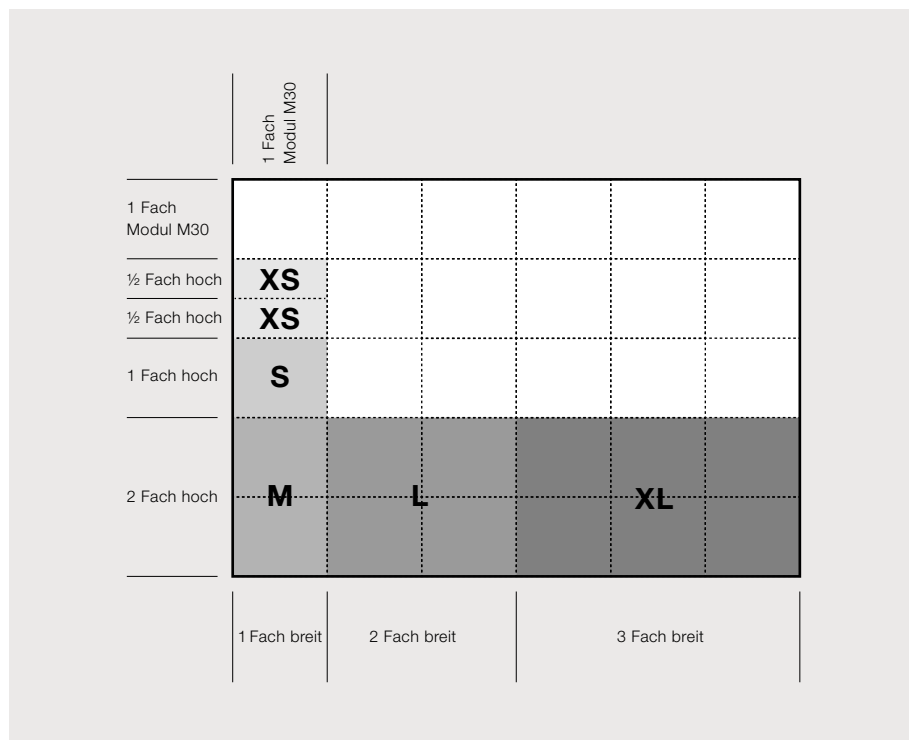 1 Fach
Modul M30
1 Fach
Modul M30
½ Fach hoch
XS
½ Fach hoch
XS
1 Fach hoch
S
2 Fach hoch
M
L
XL
1 Fach breit
2 Fach breit
3 Fach breit